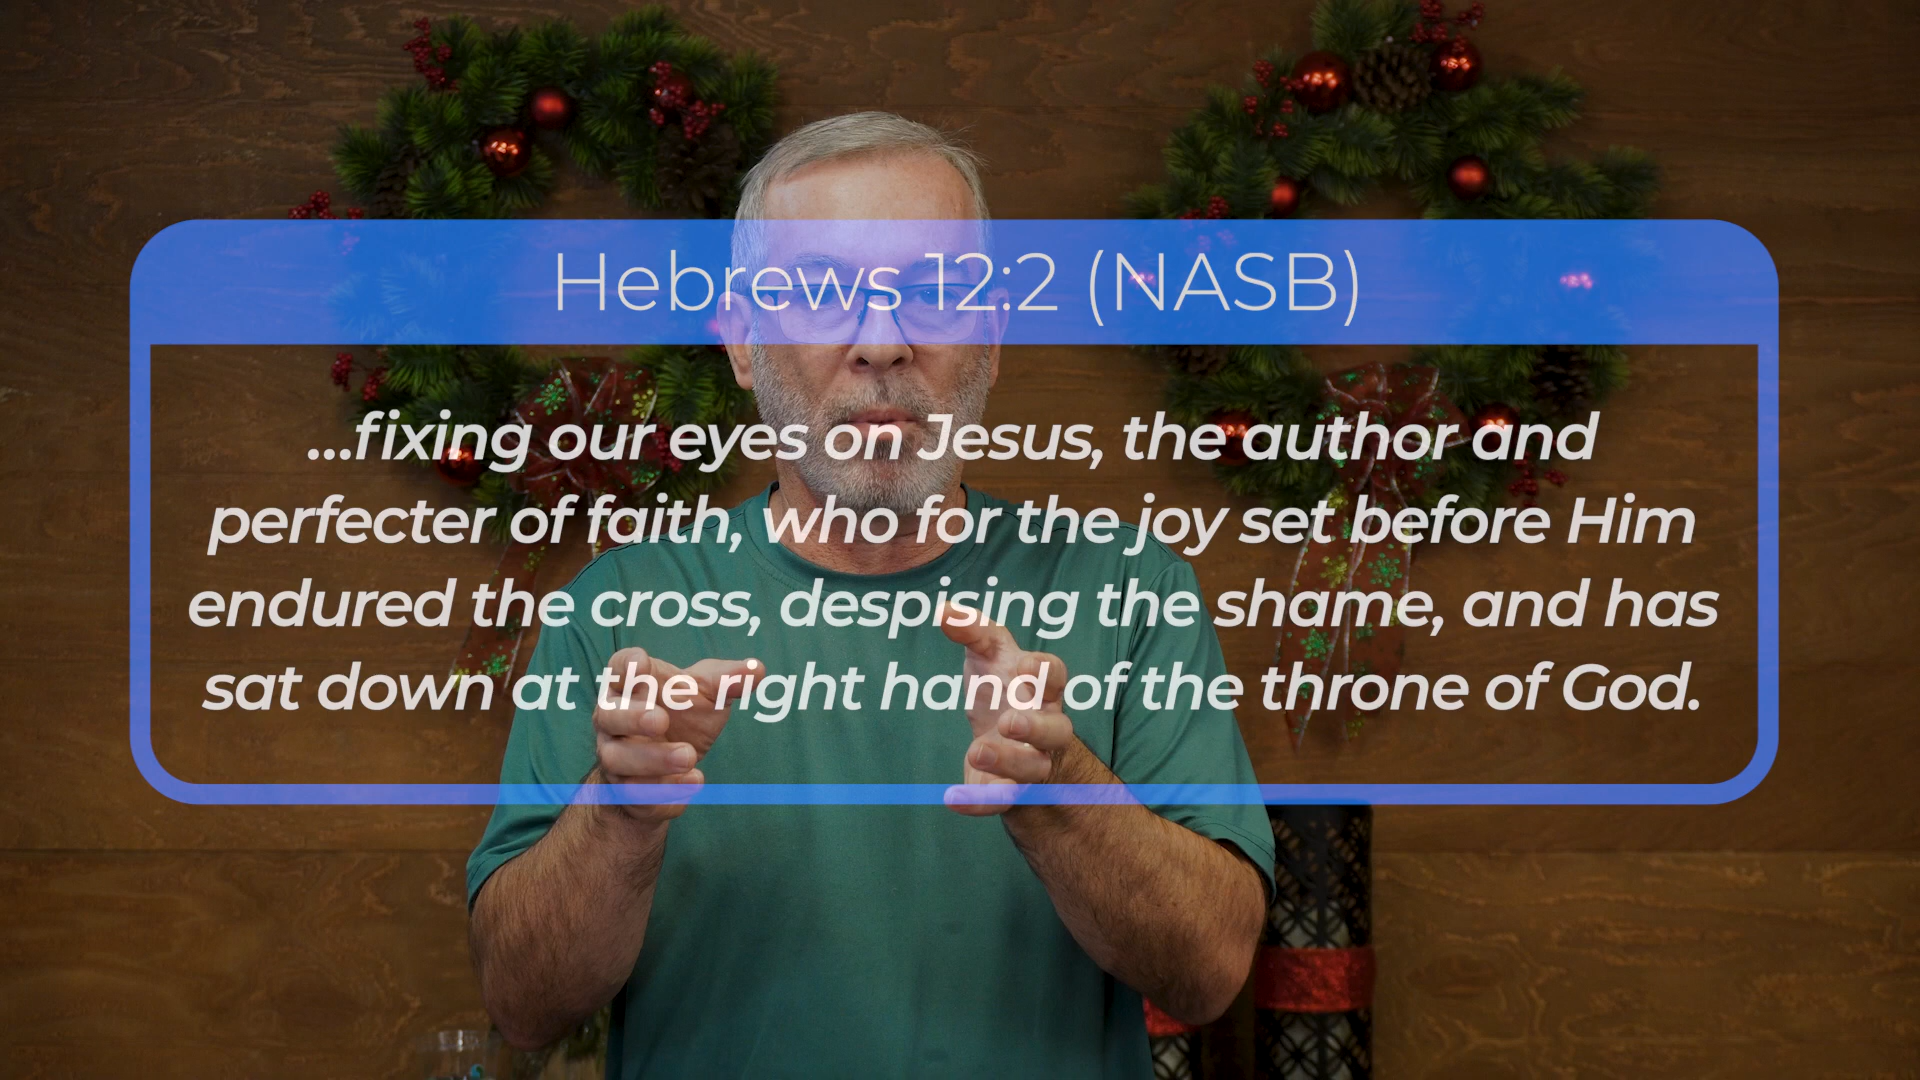 Hebrews 12:2 (NASB)
...fixing our eyes on Jesus, the author and
perfecter of faith, who for the joy set before Him
endured the cross, despising the shame, and has
sat down at the right hand of the throne of God.